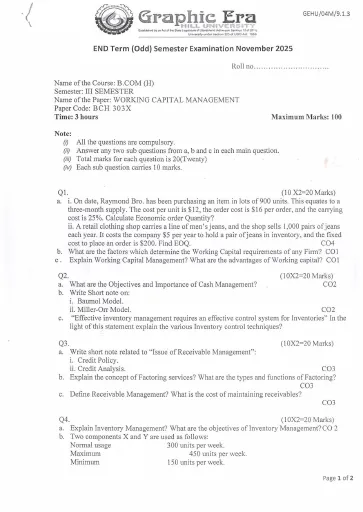 GEHU/04M/9.1.3
Graphic Era
HILL UNIVERSITY
END Term (Odd) Semester Examination November 2025
Roll no..............................
Name of the Course: B.COM (H)
Semester: III SEMESTER
Name of the Paper: WORKING CAPITAL MANAGEMENT
Paper Code: BCH 303X
Time: 3 hours Maximum Marks: 100
Note:
(i) All the questions are compulsory.
(ii) Answer any two sub questions from a, b and c in each main question.
(iii) Total marks for each question is 20(Twenty)
(iv) Each sub question carries 10 marks.
Q1. (10 X2=20 Marks)
a. i. On date, Raymond Bro. has been purchasing an item in lots of 900 units. This equates to a
three-month supply. The cost per unit is $12, the order cost is $16 per order, and the carrying
cost is 25%. Calculate Economic order Quantity?
ii. A retail clothing shop carries a line of men's jeans, and the shop sells 1,000 pairs of jeans
each year. It costs the company $5 per year to hold a pair of jeans in inventory, and the fixed
cost to place an order is $200. Find EOQ. CO4
b. What are the factors which determine the Working Capital requirements of any Firm? CO1
c. Explain Working Capital Management? What are the advantages of Working capital? CO1
Q2. (10X2=20 Marks)
a. What are the Objectives and Importance of Cash Management? CO2
b. Write Short note on:
i. Baumol Model.
ii. Miller-Orr Model. CO2
c. "Effective inventory management requires an effective control system for Inventories" In the
light of this statement explain the various Inventory control techniques?
Q3. (10X2=20 Marks)
a. Write short note related to "Issue of Receivable Management":
i. Credit Policy.
ii. Credit Analysis. CO3
b. Explain the concept of Factoring services? What are the types and functions of Factoring?
CO3
c. Define Receivable Management? What is the cost of maintaining receivables?
CO3
Q4. (10X2=20 Marks)
a. Explain Inventory Management? What are the objectives of Inventory Management? CO 2
b. Two components X and Y are used as follows:
Normal usage 300 units per week.
Maximum 450 units per week.
Minimum 150 units per week.
Page 1 of 2